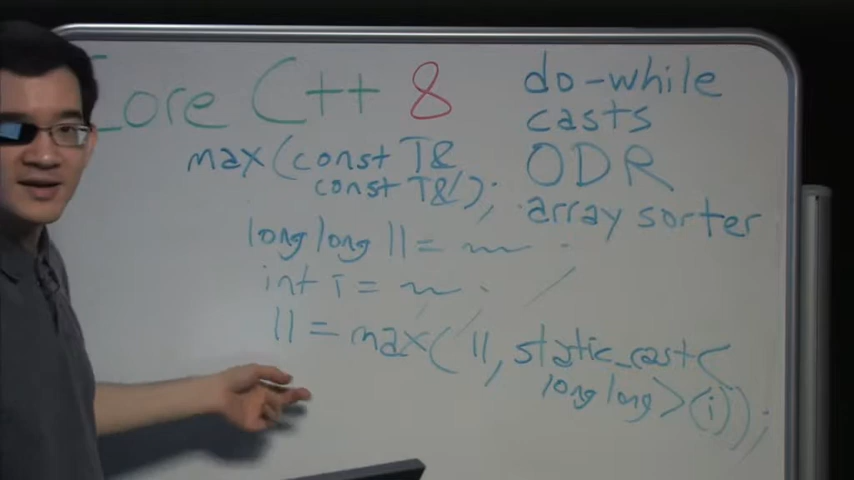 Core C++ 8
do-while
casts
ODR
array sorter
max(const T&
const T&);
long long ll =
int i =
ll = max(ll, static_cast<
long long>(i));